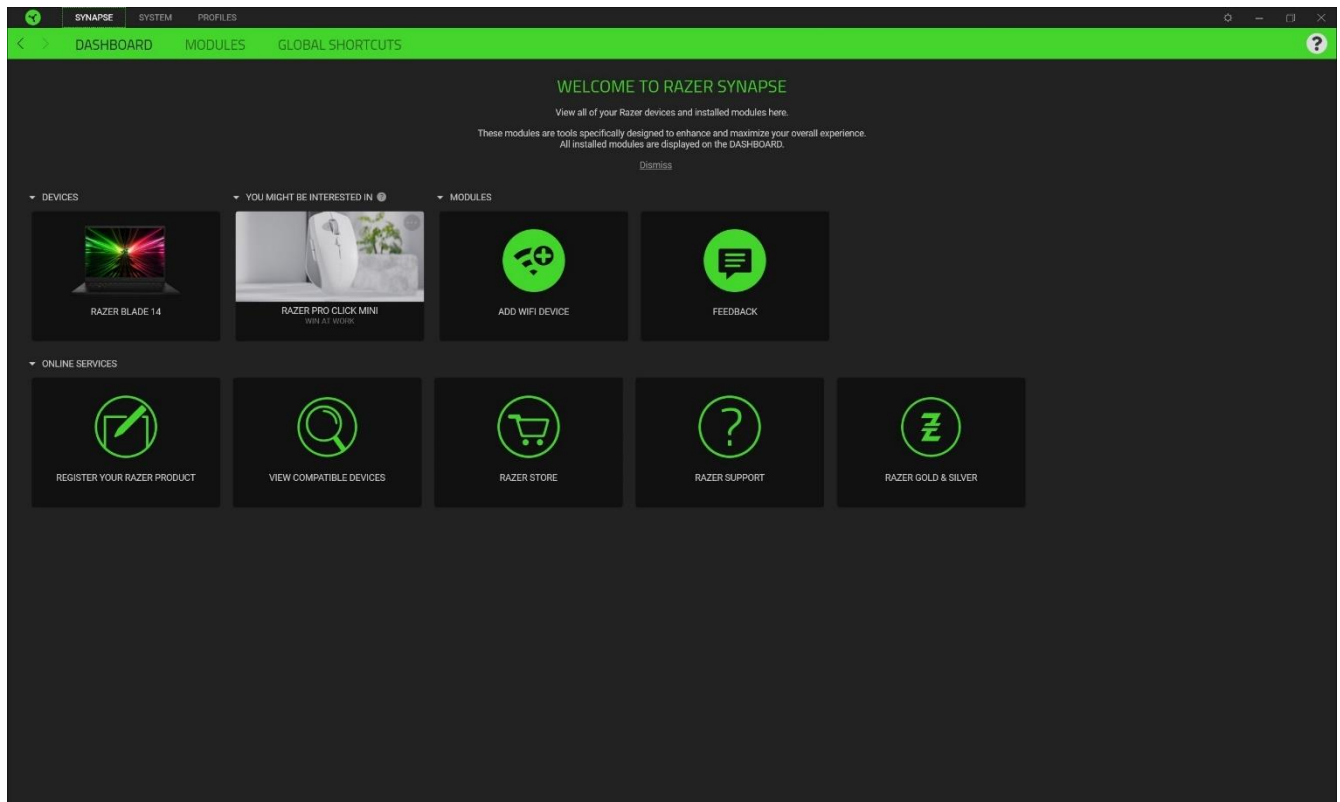 SYNAPSE SYSTEM PROFILES
DASHBOARD MODULES GLOBAL SHORTCUTS ?
WELCOME TO RAZER SYNAPSE
View all of your Razer devices and installed modules here.
These modules are tools specifically designed to enhance and maximize your overall experience.
All installed modules are displayed on the DASHBOARD.
Dismiss
DEVICES
YOU MIGHT BE INTERESTED IN ?
MODULES
RAZER BLADE 14
RAZER PRO CLICK MINI
WIN AT WORK
ADD WIFI DEVICE
FEEDBACK
ONLINE SERVICES
REGISTER YOUR RAZER PRODUCT
VIEW COMPATIBLE DEVICES
RAZER STORE
RAZER SUPPORT
RAZER GOLD & SILVER